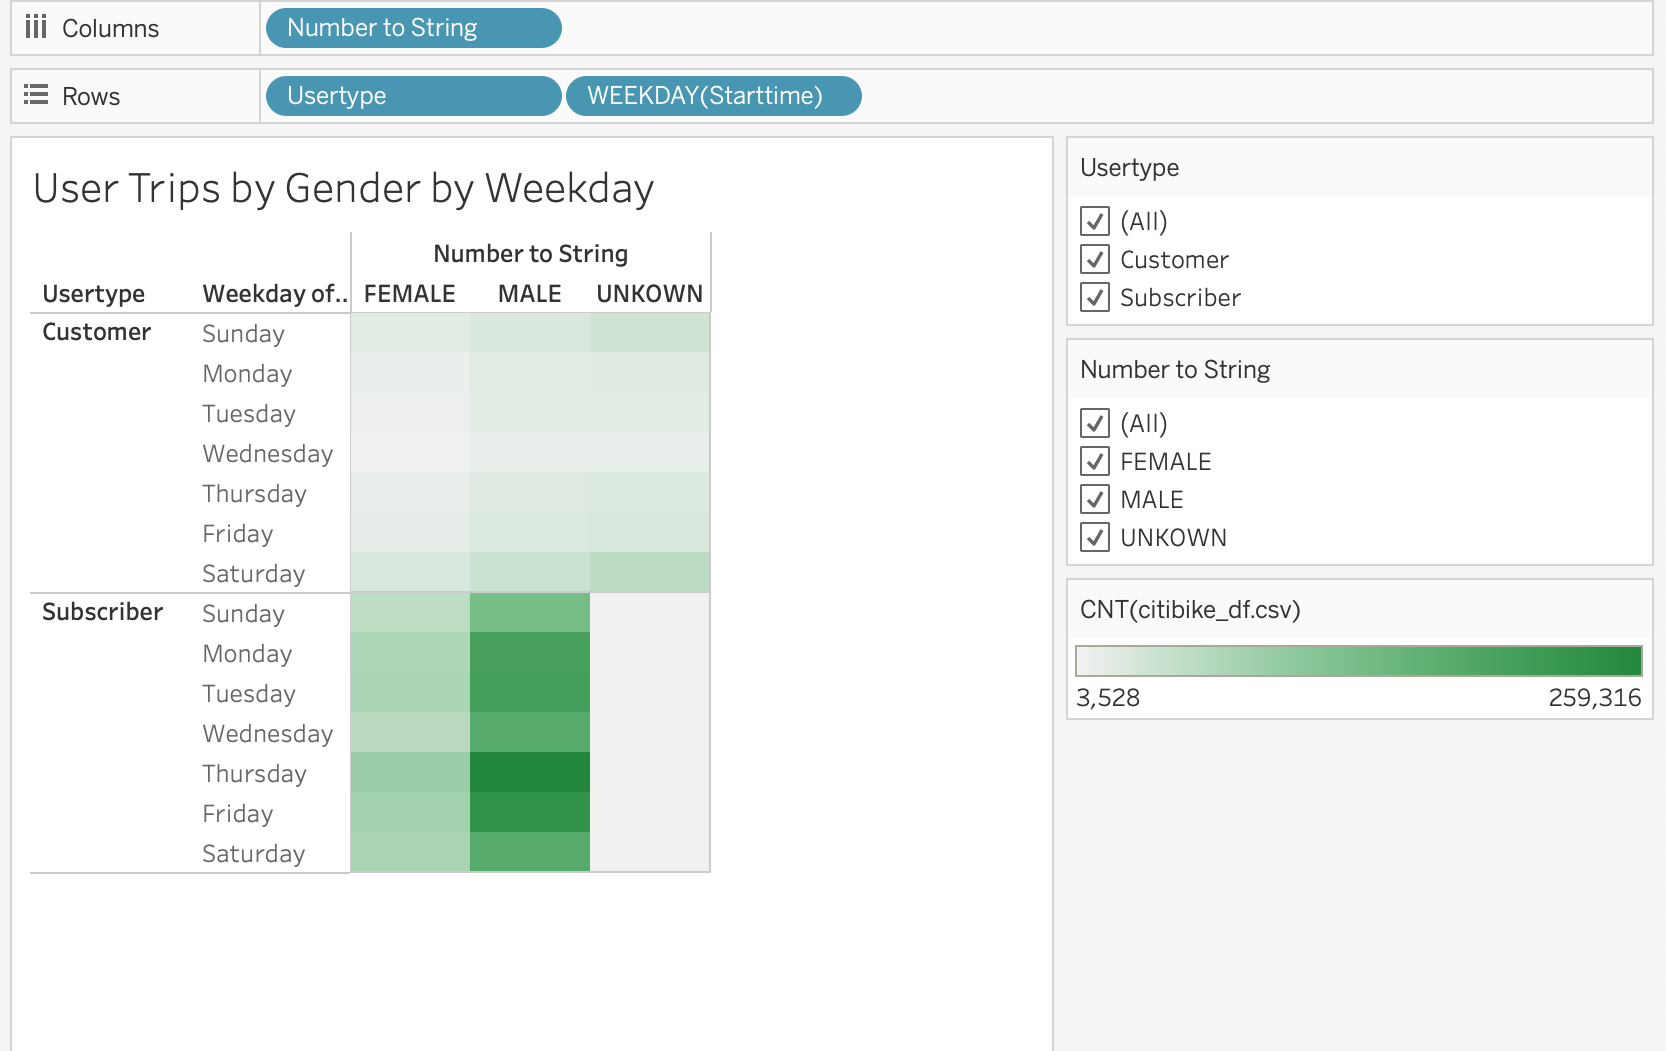 Columns Number to String
Rows Usertype WEEKDAY(Starttime)
User Trips by Gender by Weekday
Number to String
Usertype Weekday of.. FEMALE MALE UNKOWN
Customer Sunday
Monday
Tuesday
Wednesday
Thursday
Friday
Saturday
Subscriber Sunday
Monday
Tuesday
Wednesday
Thursday
Friday
Saturday
Usertype
(All)
Customer
Subscriber
Number to String
(All)
FEMALE
MALE
UNKOWN
CNT(citibike_df.csv)
3,528 259,316